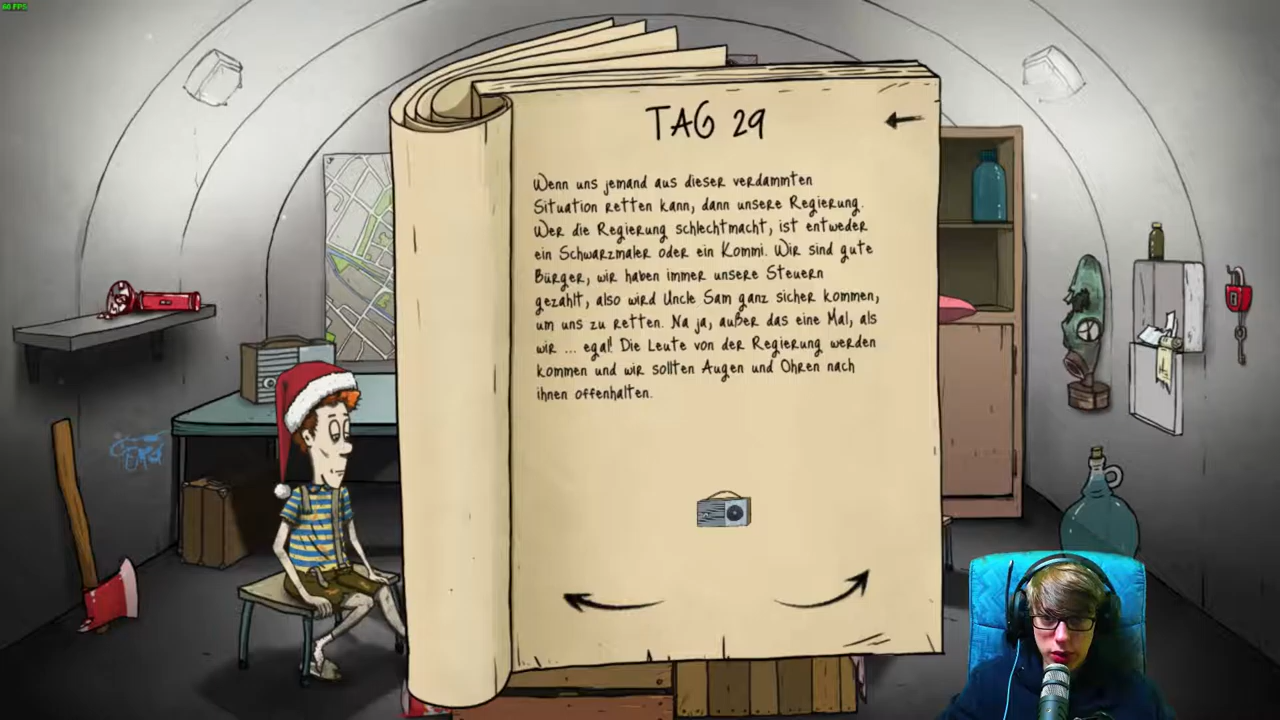 60 FPS
TAG 29
Wenn uns jemand aus dieser verdammten
Situation retten kann, dann unsere Regierung.
Wer die Regierung schlechtmacht, ist entweder
ein Schwarzmaler oder ein Kommi. Wir sind gute
Bürger, wir haben immer unsere Steuern
gezahlt, also wird Uncle Sam ganz sicher kommen,
um uns zu retten. Na ja, außer das eine Mal, als
wir ... egal! Die Leute von der Regierung werden
kommen und wir sollten Augen und Ohren nach
ihnen offenhalten.